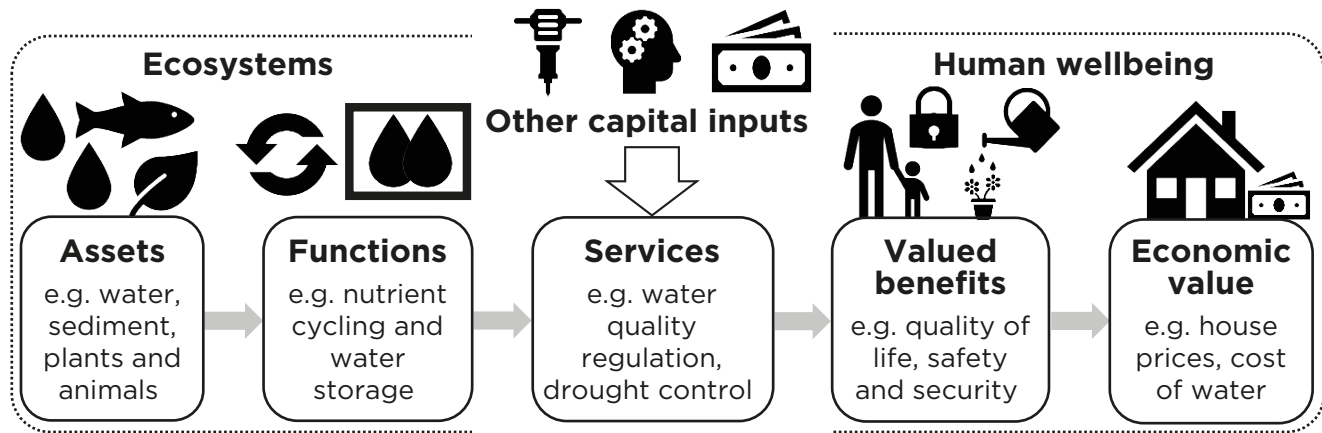 Ecosystems
Other capital inputs
Human wellbeing
Assets
e.g. water,
sediment,
plants and
animals
Functions
e.g. nutrient
cycling and
water
storage
Services
e.g. water
quality
regulation,
drought control
Valued
benefits
e.g. quality of
life, safety
and security
Economic
value
e.g. house
prices, cost
of water